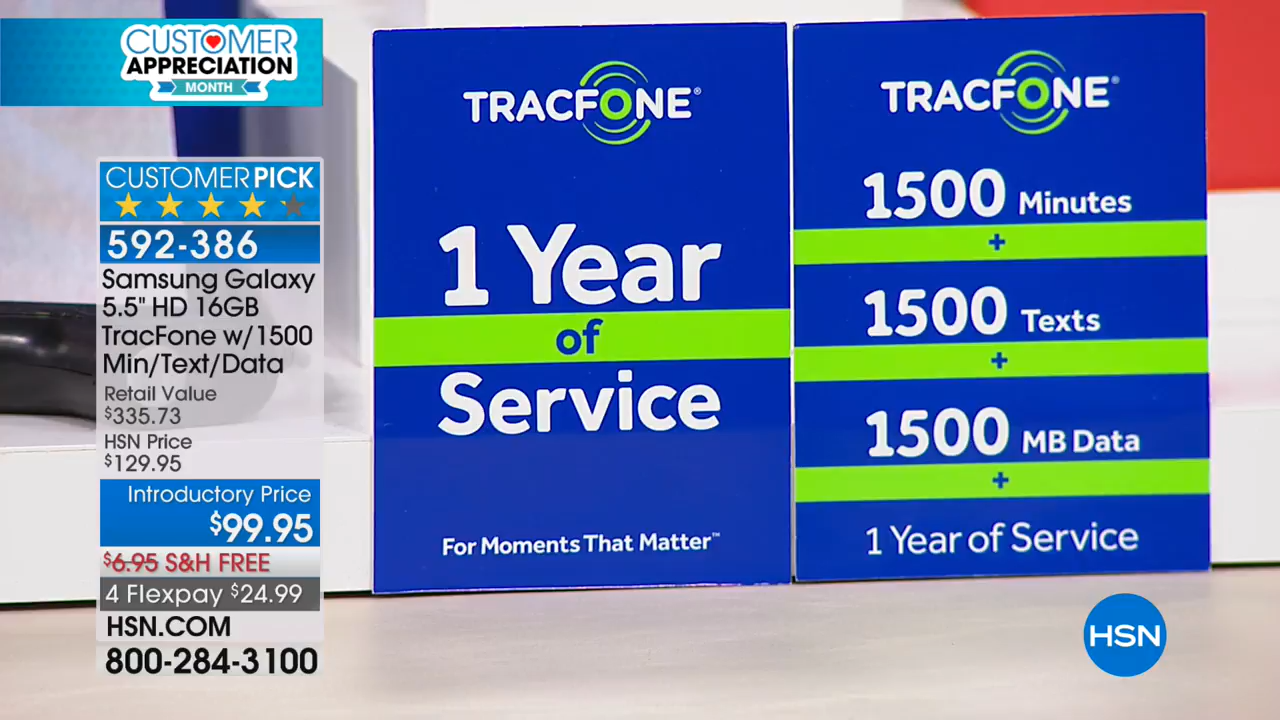 CUSTOMER
APPRECIATION
MONTH
CUSTOMER PICK
592-386
Samsung Galaxy
5.5" HD 16GB
TracFone w/1500
Min/Text/Data
Retail Value
$335.73
HSN Price
$129.95
Introductory Price
$99.95
$6.95 S&H FREE
4 Flexpay $24.99
HSN.COM
800-284-3100
TRACFONE®
1 Year
of
Service
For Moments That Matter™
TRACFONE®
1500 Minutes
+
1500 Texts
+
1500 MB Data
+
1 Year of Service
HSN